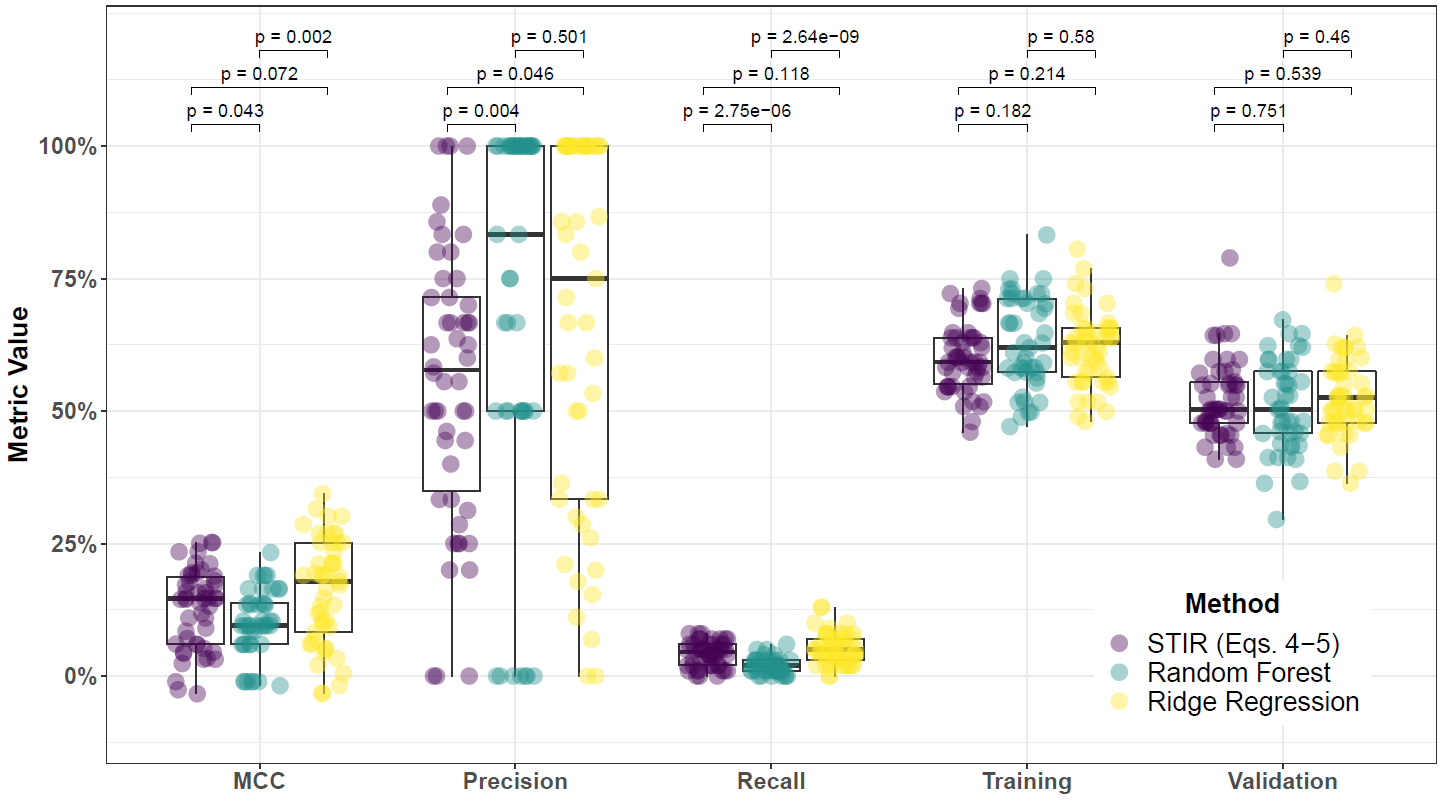 p = 0.002
p = 0.501
p = 2.64e−09
p = 0.58
p = 0.46
p = 0.072
p = 0.046
p = 0.118
p = 0.214
p = 0.539
p = 0.043
p = 0.004
p = 2.75e−06
p = 0.182
p = 0.751
100%
75%
50%
25%
0%
Metric Value
Method
STIR (Eqs. 4−5)
Random Forest
Ridge Regression
MCC
Precision
Recall
Training
Validation